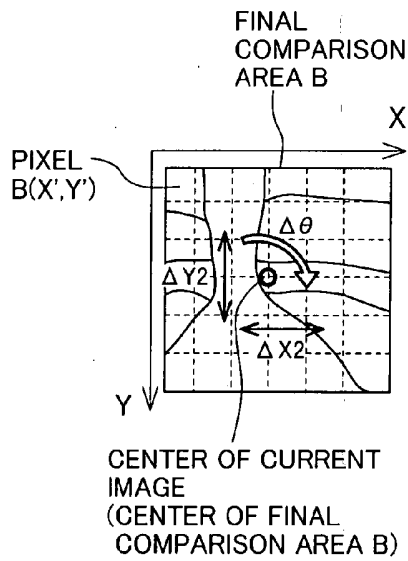 FINAL
COMPARISON
AREA B
X
PIXEL
B(X',Y')
Δθ
ΔY2
ΔX2
Y
CENTER OF CURRENT
IMAGE
(CENTER OF FINAL
COMPARISON AREA B)